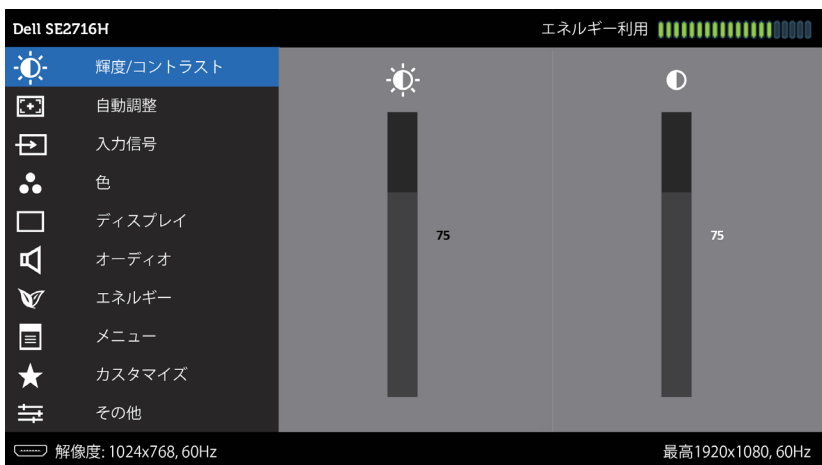 Dell SE2716H
エネルギー利用
輝度/コントラスト
自動調整
入力信号
色
ディスプレイ
オーディオ
エネルギー
メニュー
カスタマイズ
その他
75
75
解像度: 1024x768, 60Hz
最高1920x1080, 60Hz